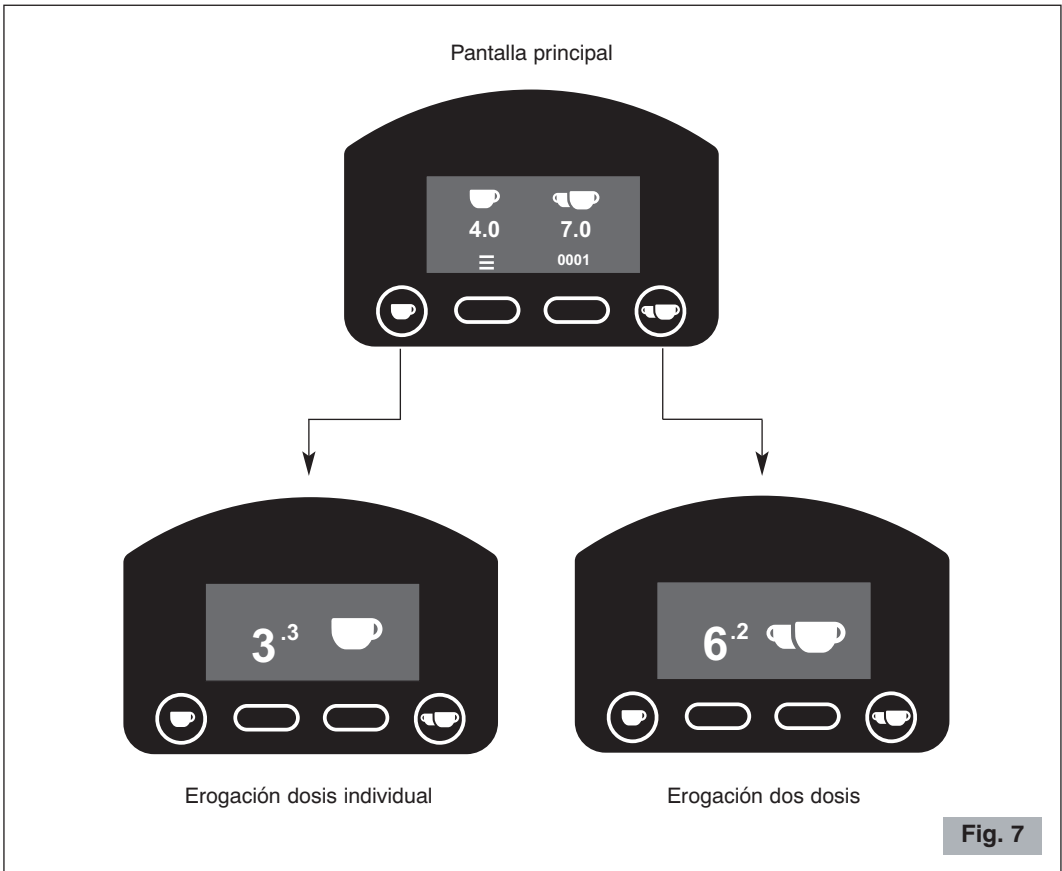 Pantalla principal
4.0 7.0
0001
3.3
6.2
Erogación dosis individual
Erogación dos dosis
Fig. 7